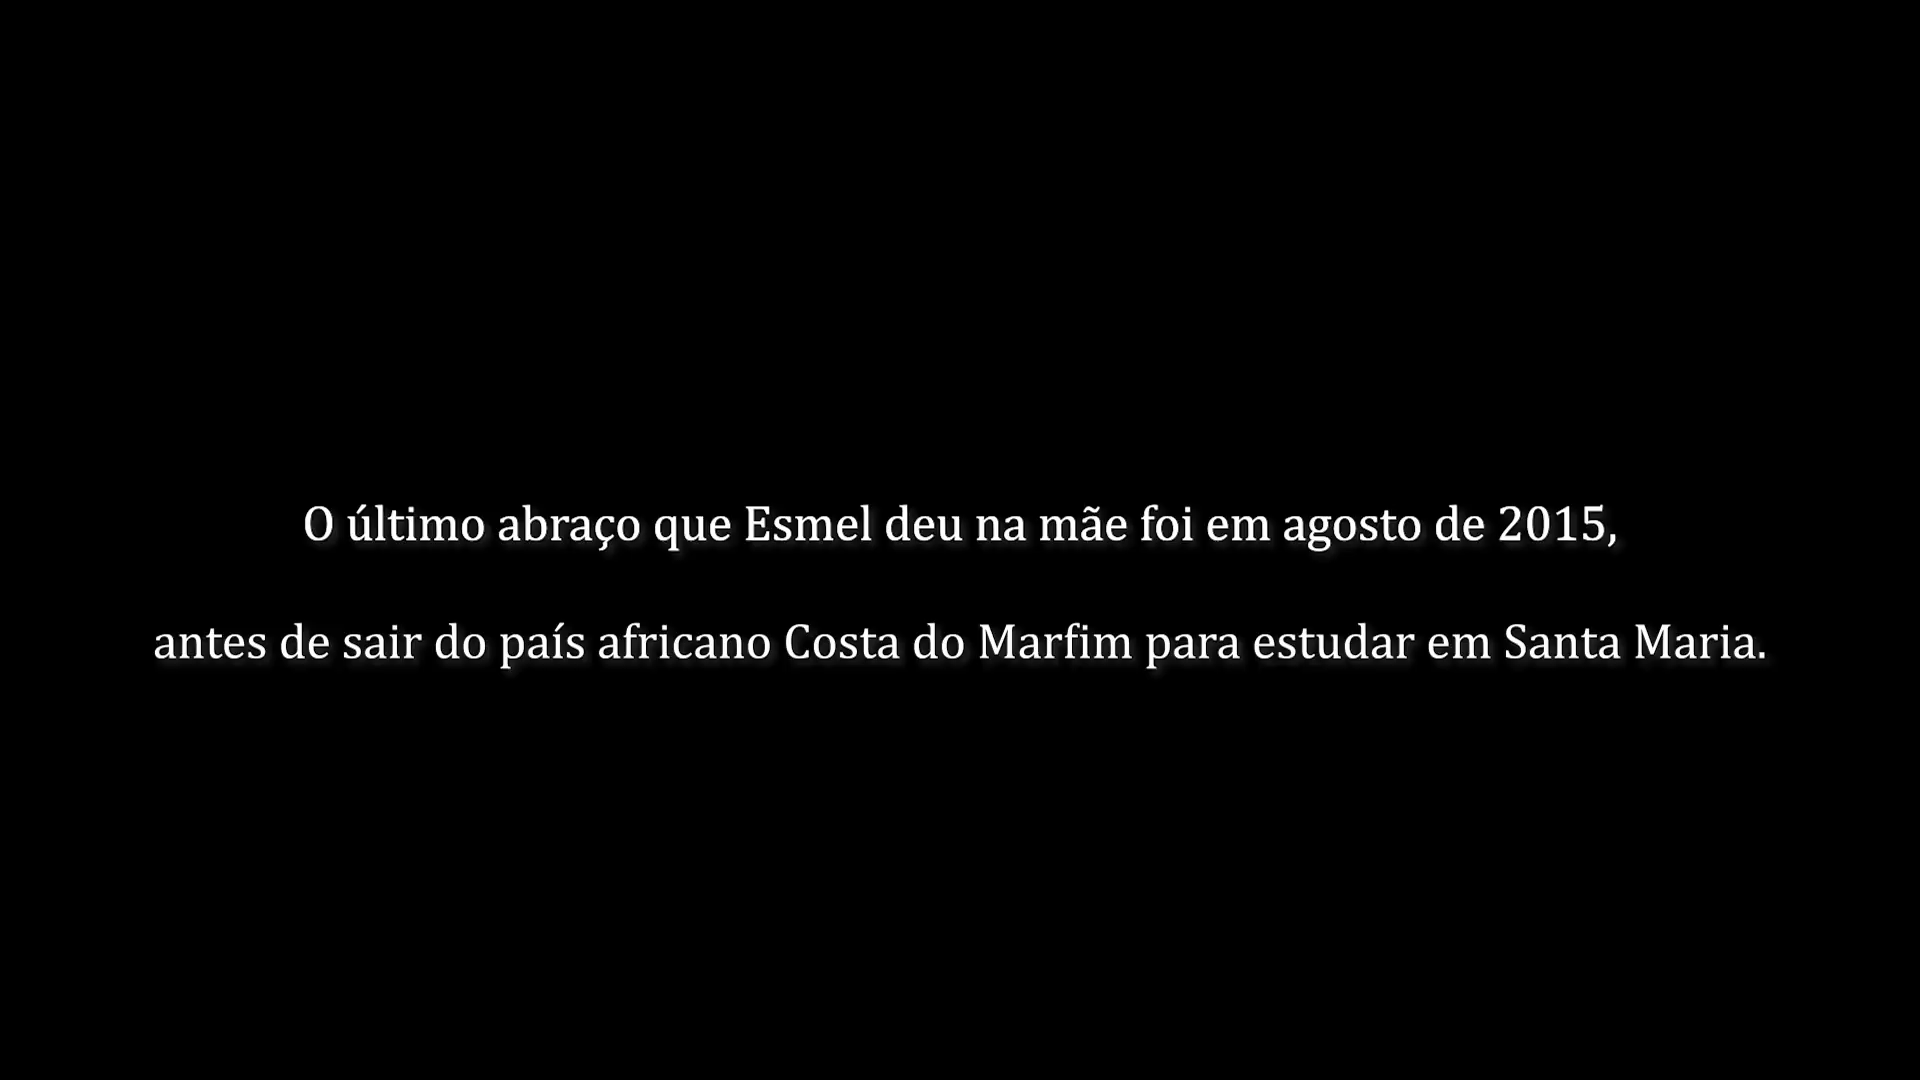 O último abraço que Esmel deu na mãe foi em agosto de 2015,
antes de sair do país africano Costa do Marfim para estudar em Santa Maria.